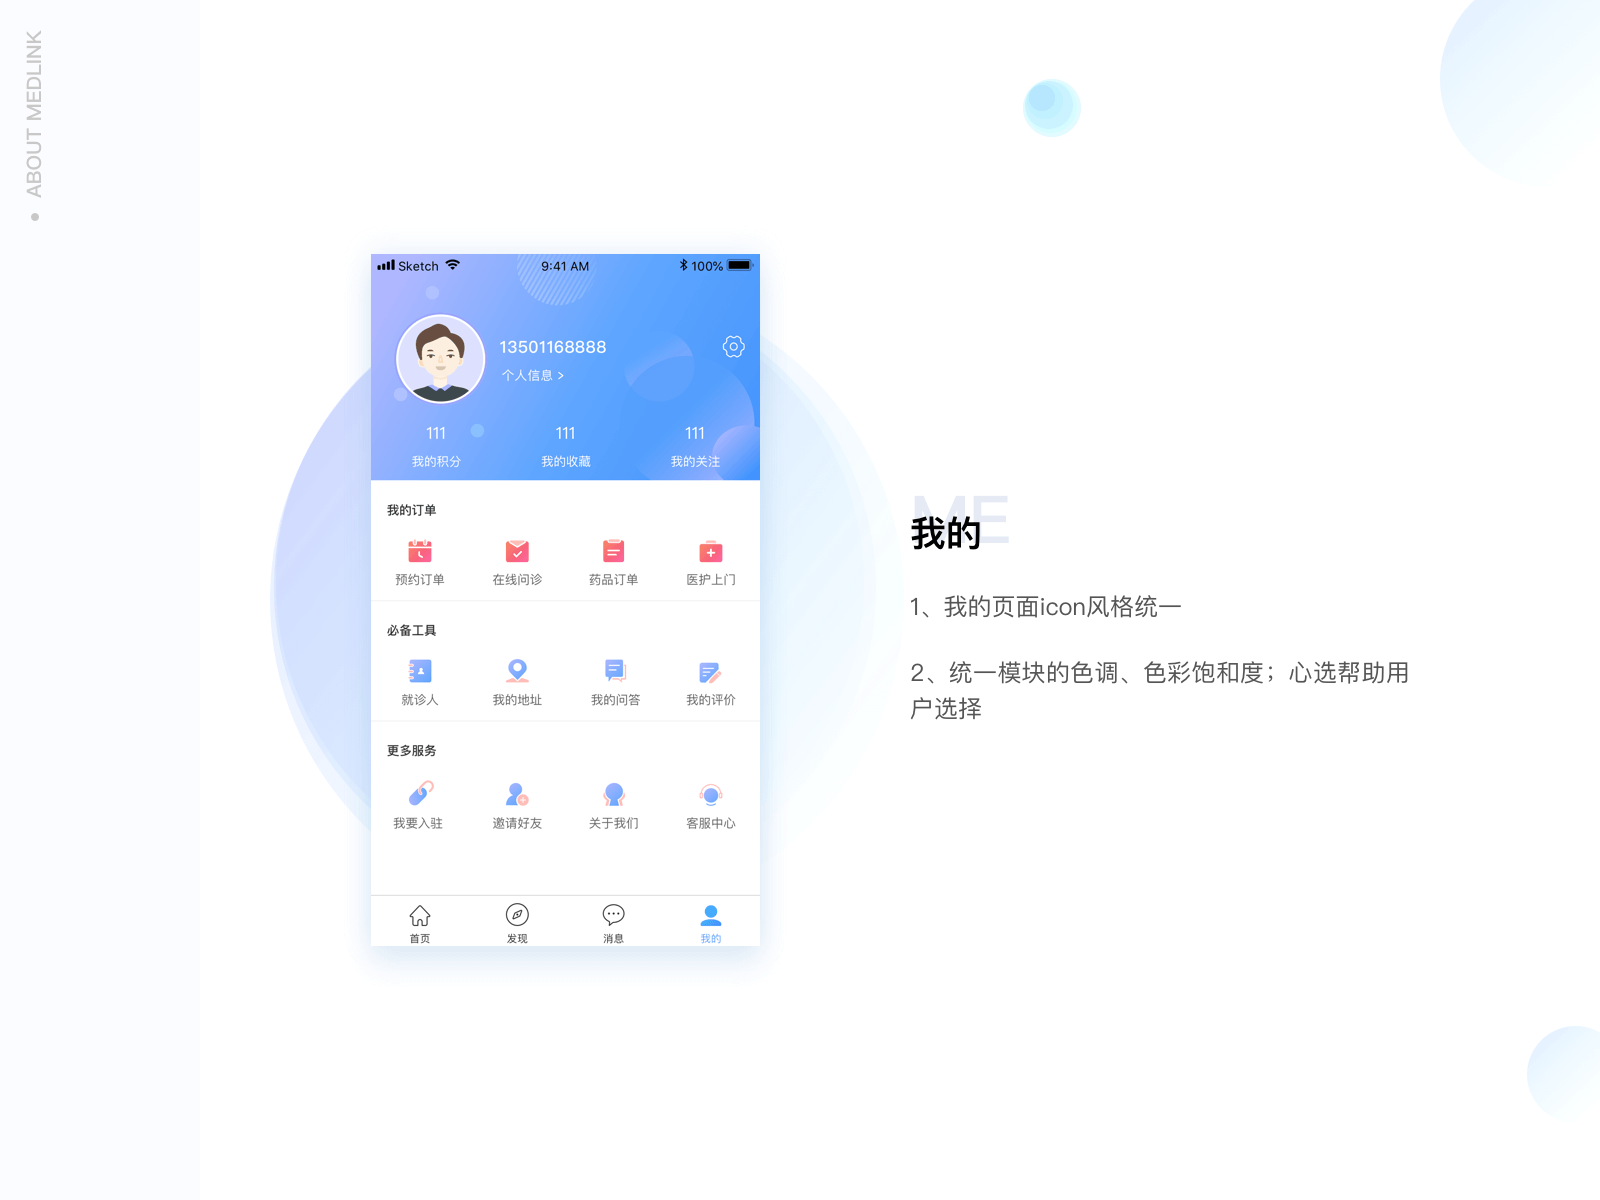 ABOUT MEDLINK
Sketch 9:41 AM 100%
13501168888
个人信息 >
111 111 111
我的积分 我的收藏 我的关注
我的订单
预约订单 在线问诊 药品订单 医护上门
必备工具
就诊人 我的地址 我的问答 我的评价
更多服务
我要入驻 邀请好友 关于我们 客服中心
首页 发现 消息 我的
ME
我的
1、我的页面icon风格统一
2、统一模块的色调、色彩饱和度；心选帮助用
户选择